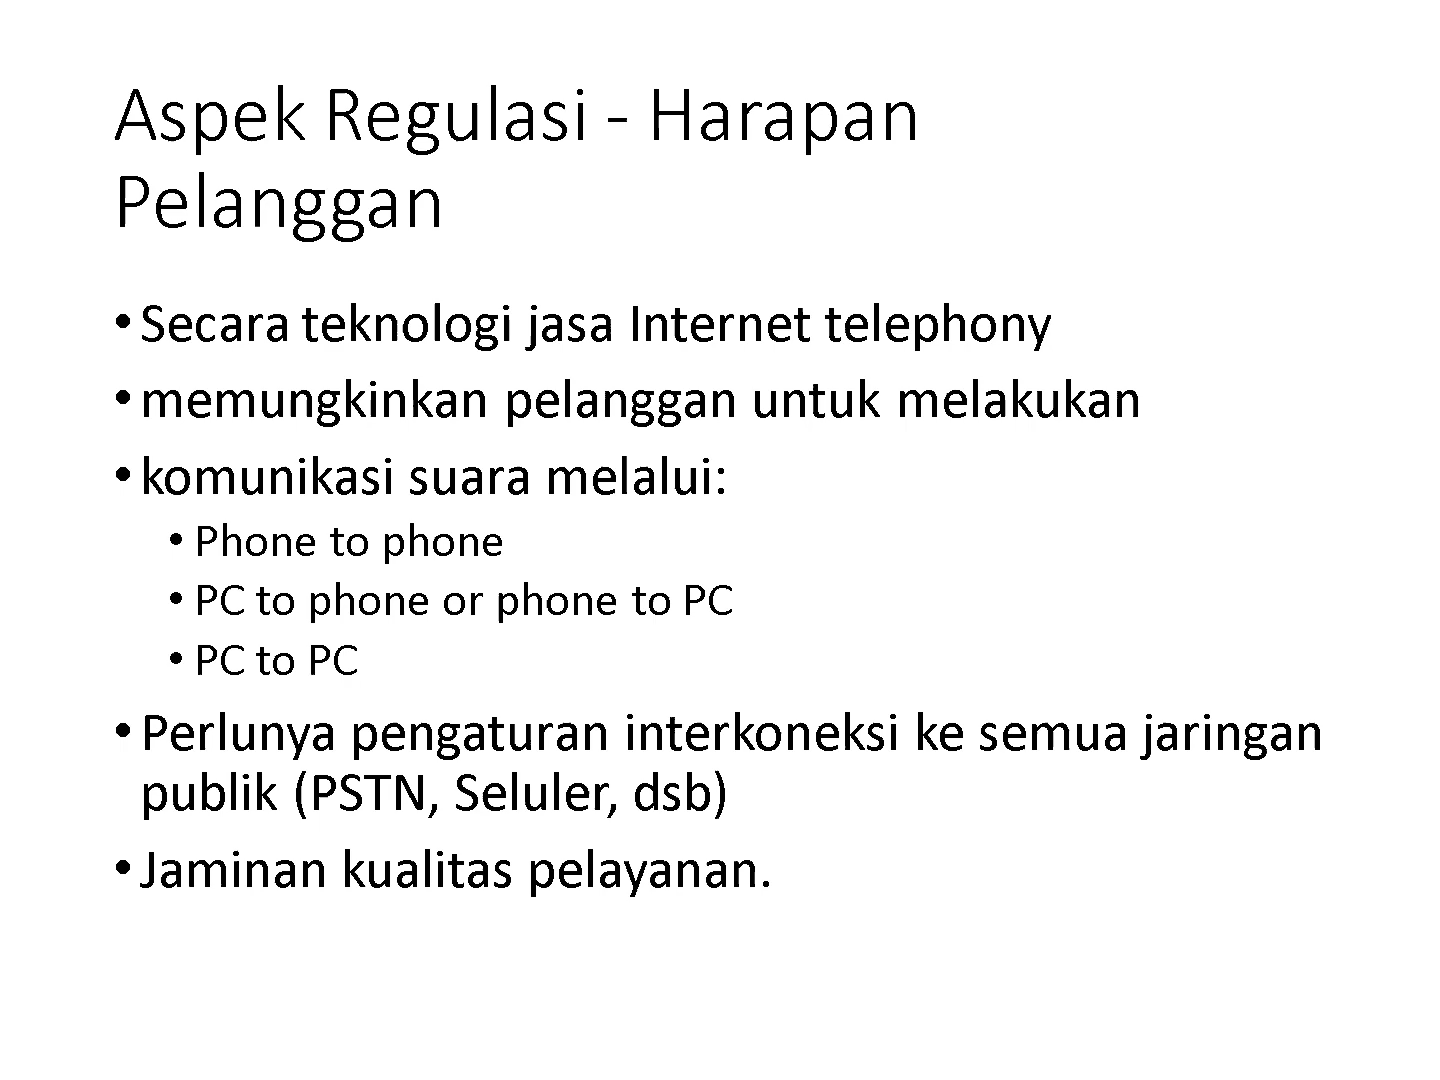 Aspek Regulasi - Harapan
Pelanggan
• Secara teknologi jasa Internet telephony
• memungkinkan pelanggan untuk melakukan
• komunikasi suara melalui:
• Phone to phone
• PC to phone or phone to PC
• PC to PC
• Perlunya pengaturan interkoneksi ke semua jaringan
publik (PSTN, Seluler, dsb)
• Jaminan kualitas pelayanan.